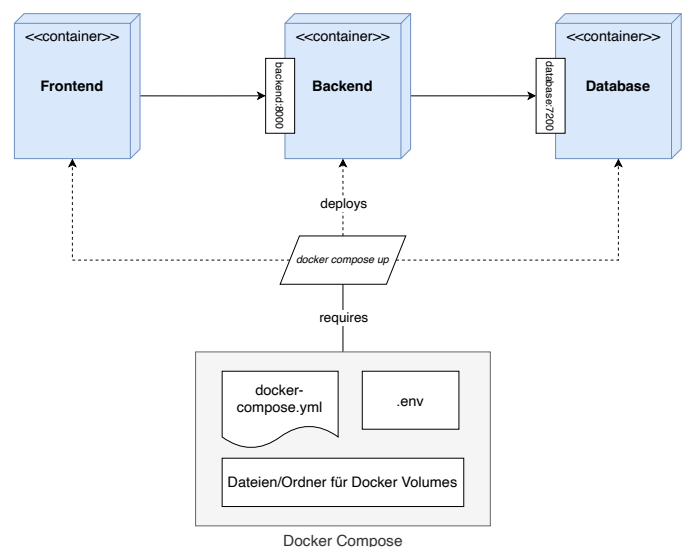 <<container>>
Frontend
<<container>>
Backend
backend:8000
<<container>>
Database
database:7200
deploys
docker compose up
requires
docker-
compose.yml
.env
Dateien/Ordner für Docker Volumes
Docker Compose